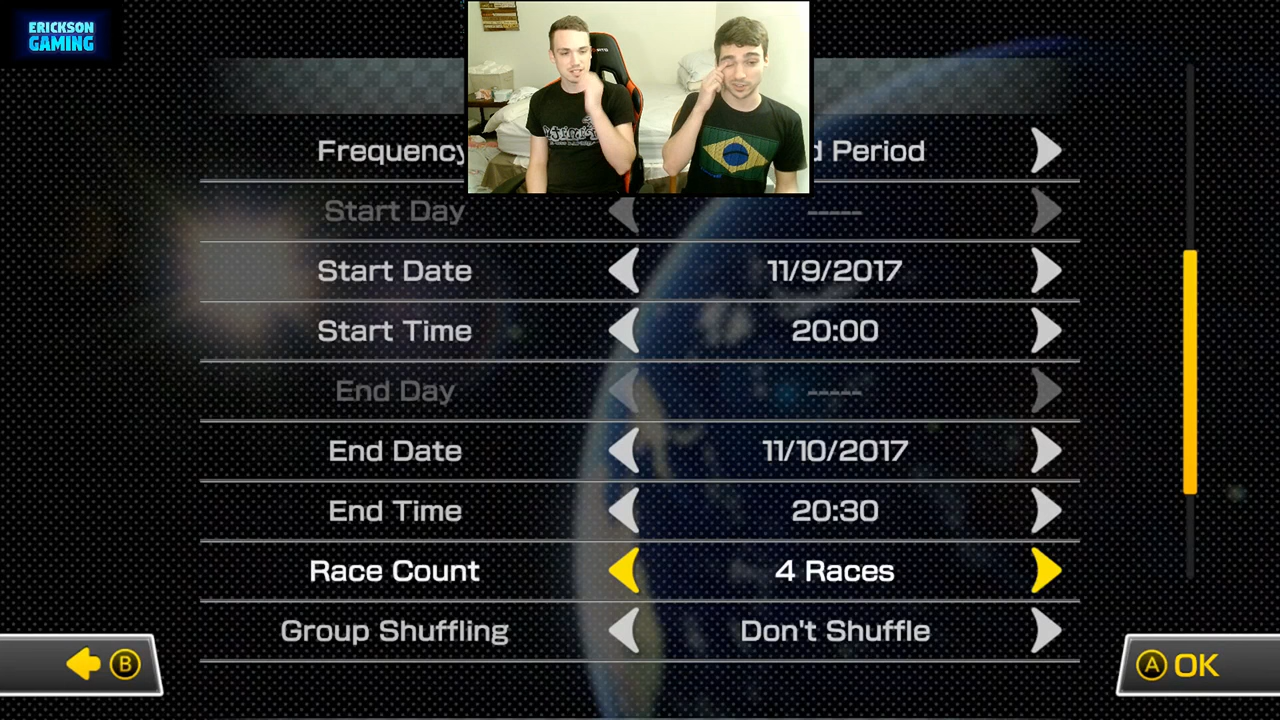 ERICKSON
GAMING
Frequency d Period
Start Day -----
Start Date 11/9/2017
Start Time 20:00
End Day -----
End Date 11/10/2017
End Time 20:30
Race Count 4 Races
Group Shuffling Don't Shuffle
B
A OK